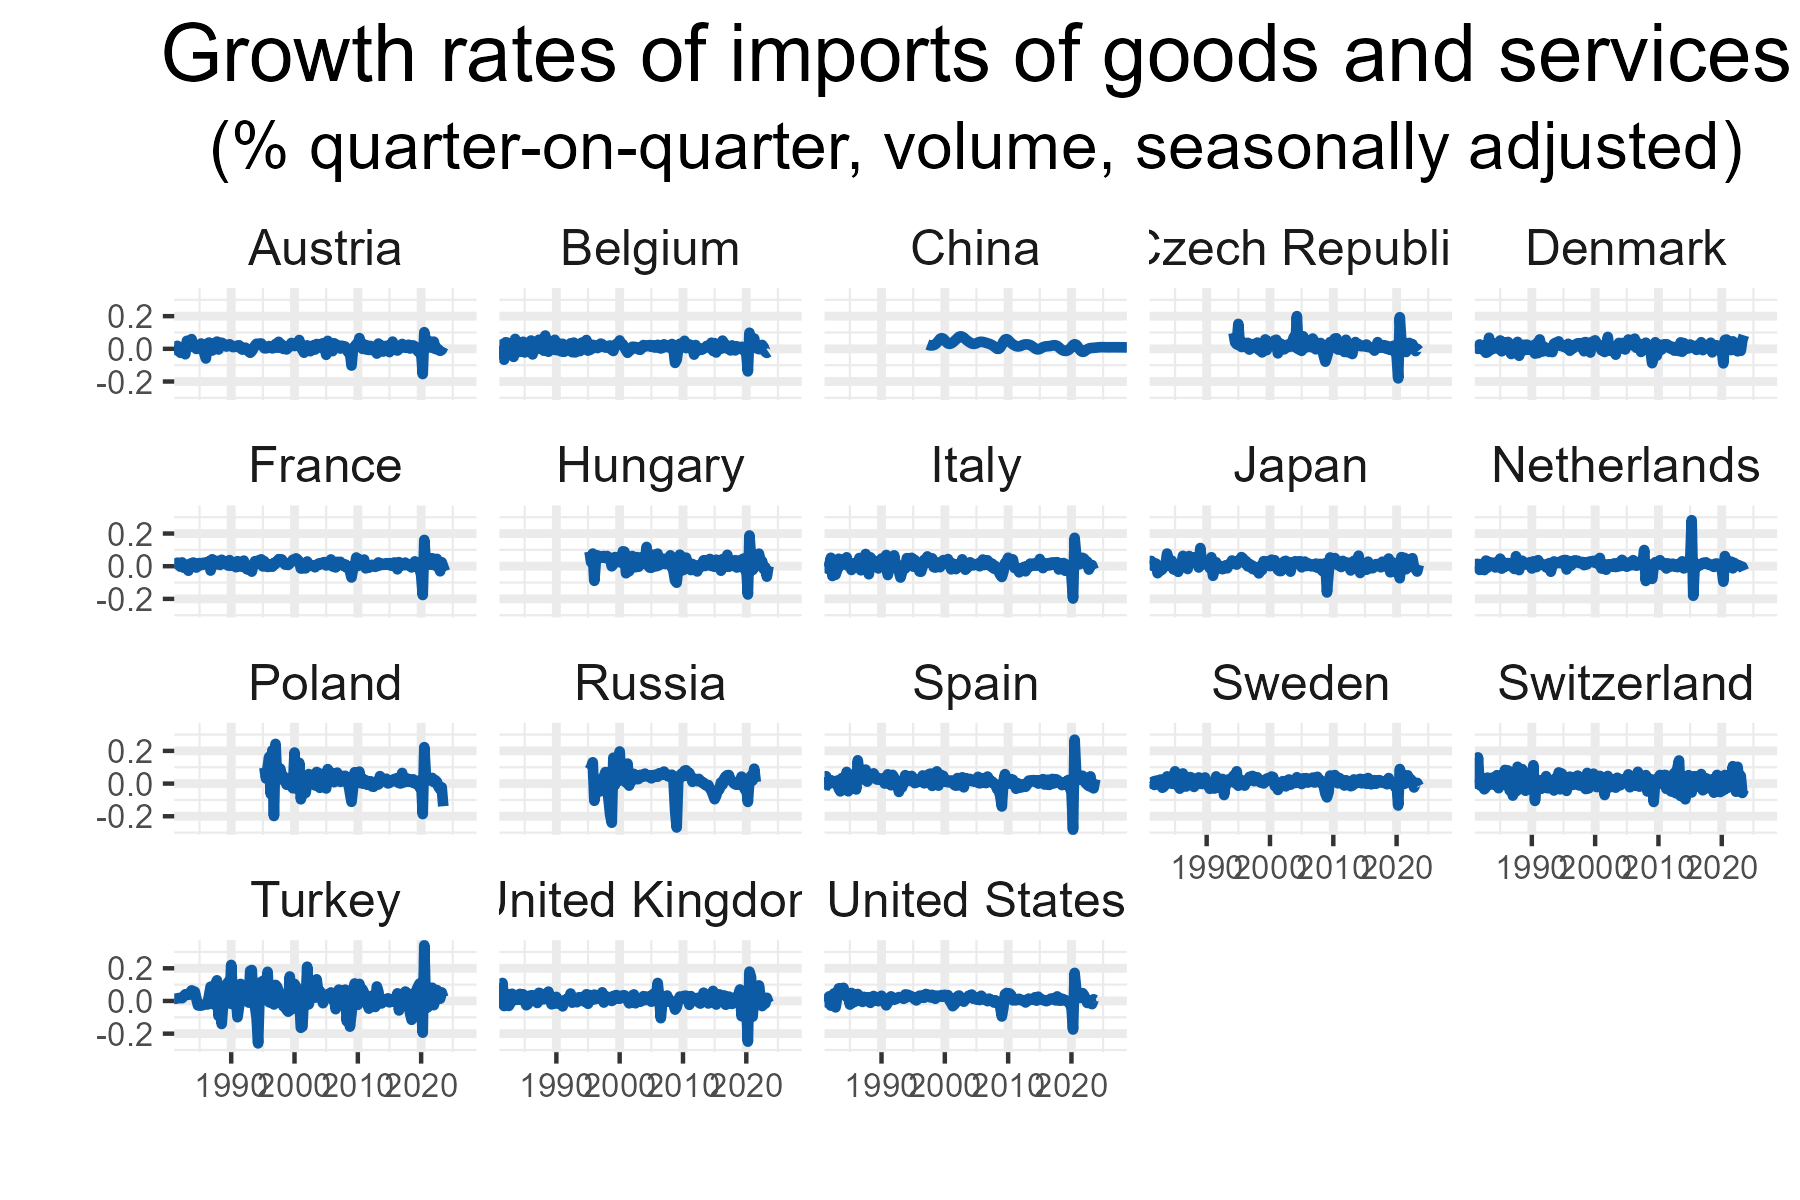 Growth rates of imports of goods and services
(% quarter-on-quarter, volume, seasonally adjusted)
Austria Belgium China Czech Republi Denmark
0.2
0.0
-0.2
France Hungary Italy Japan Netherlands
0.2
0.0
-0.2
Poland Russia Spain Sweden Switzerland
0.2
0.0
-0.2
1990 2000 2010 2020 1990 2000 2010 2020
Turkey United Kingdom United States
0.2
0.0
-0.2
1990 2000 2010 2020 1990 2000 2010 2020 1990 2000 2010 2020